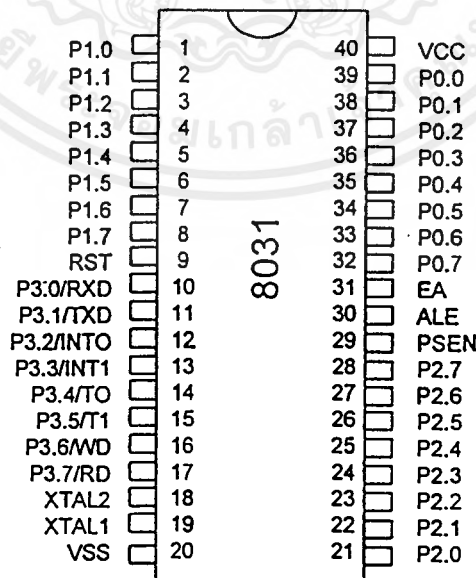 P1.0 1 40 VCC
P1.1 2 39 P0.0
P1.2 3 38 P0.1
P1.3 4 37 P0.2
P1.4 5 36 P0.3
P1.5 6 35 P0.4
P1.6 7 34 P0.5
P1.7 8 33 P0.6
RST 9 32 P0.7
P3.0/RXD 10 31 EA
P3.1/TXD 11 30 ALE
P3.2/INTO 12 29 PSEN
P3.3/INT1 13 28 P2.7
P3.4/TO 14 27 P2.6
P3.5/T1 15 26 P2.5
P3.6/WD 16 25 P2.4
P3.7/RD 17 24 P2.3
XTAL2 18 23 P2.2
XTAL1 19 22 P2.1
VSS 20 21 P2.0
8031